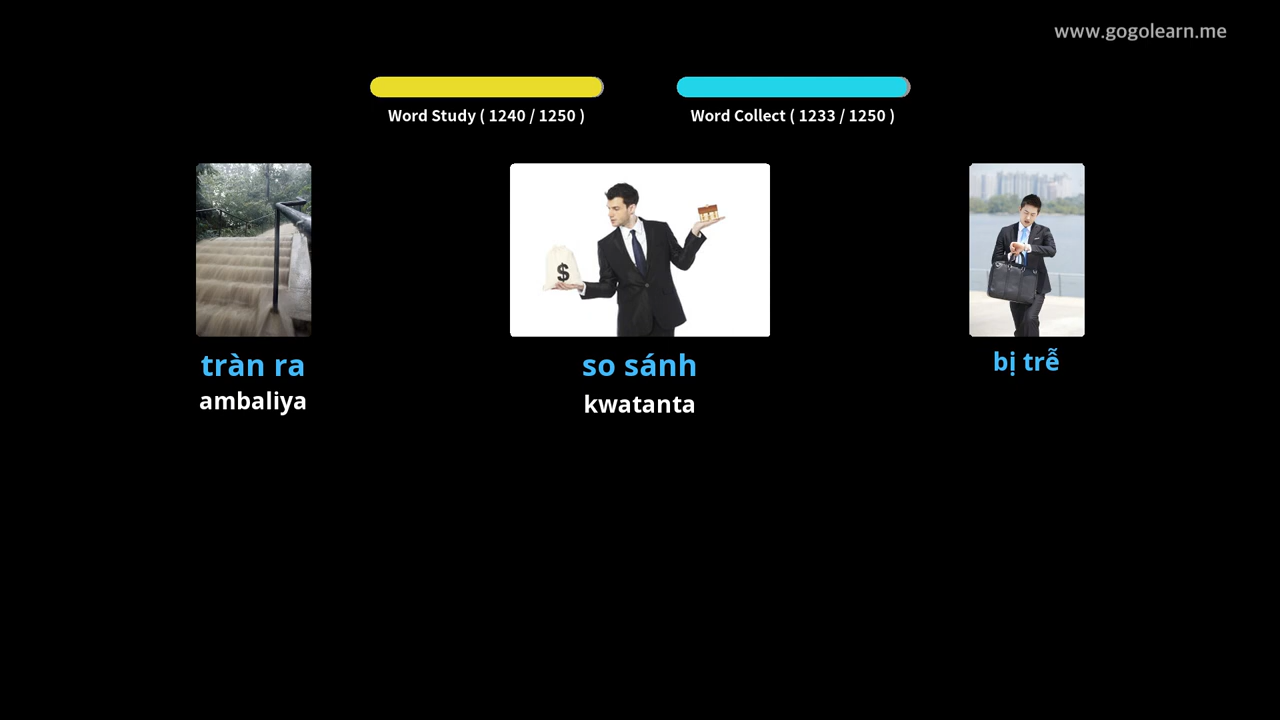 www.gogolearn.me
Word Study ( 1240 / 1250 )
Word Collect ( 1233 / 1250 )
$
tràn ra
ambaliya
so sánh
kwatanta
bị trễ